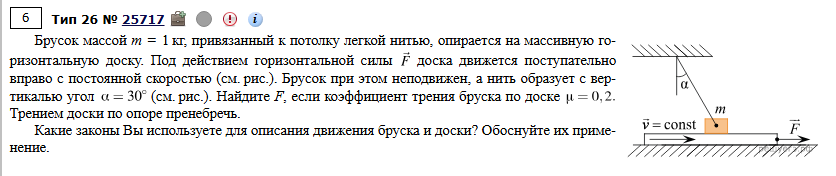 6 Тип 26 № 25717 i
Брусок массой m = 1 кг, привязанный к потолку легкой нитью, опирается на массивную го-
ризонтальную доску. Под действием горизонтальной силы F⃗ доска движется поступательно
вправо с постоянной скоростью (см. рис.). Брусок при этом неподвижен, а нить образует с вер-
тикалью угол α = 30° (см. рис.). Найдите F, если коэффициент трения бруска по доске μ = 0,2.
Трением доски по опоре пренебречь.
Какие законы Вы используете для описания движения бруска и доски? Обоснуйте их приме-
нение.
α
m
v⃗ = const
F⃗